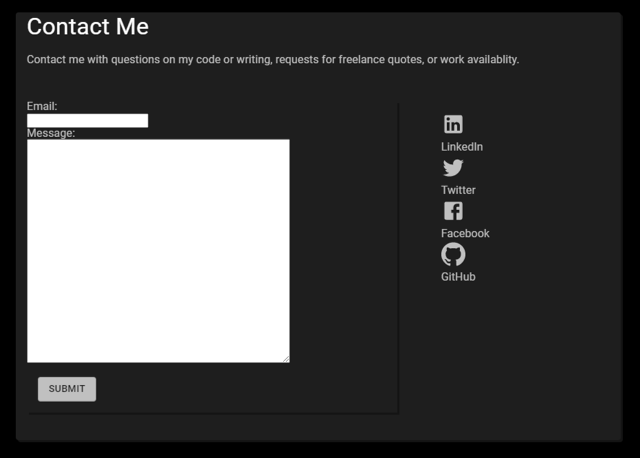 Contact Me
Contact me with questions on my code or writing, requests for freelance quotes, or work availablity.
Email:
Message:
SUBMIT
LinkedIn
Twitter
Facebook
GitHub